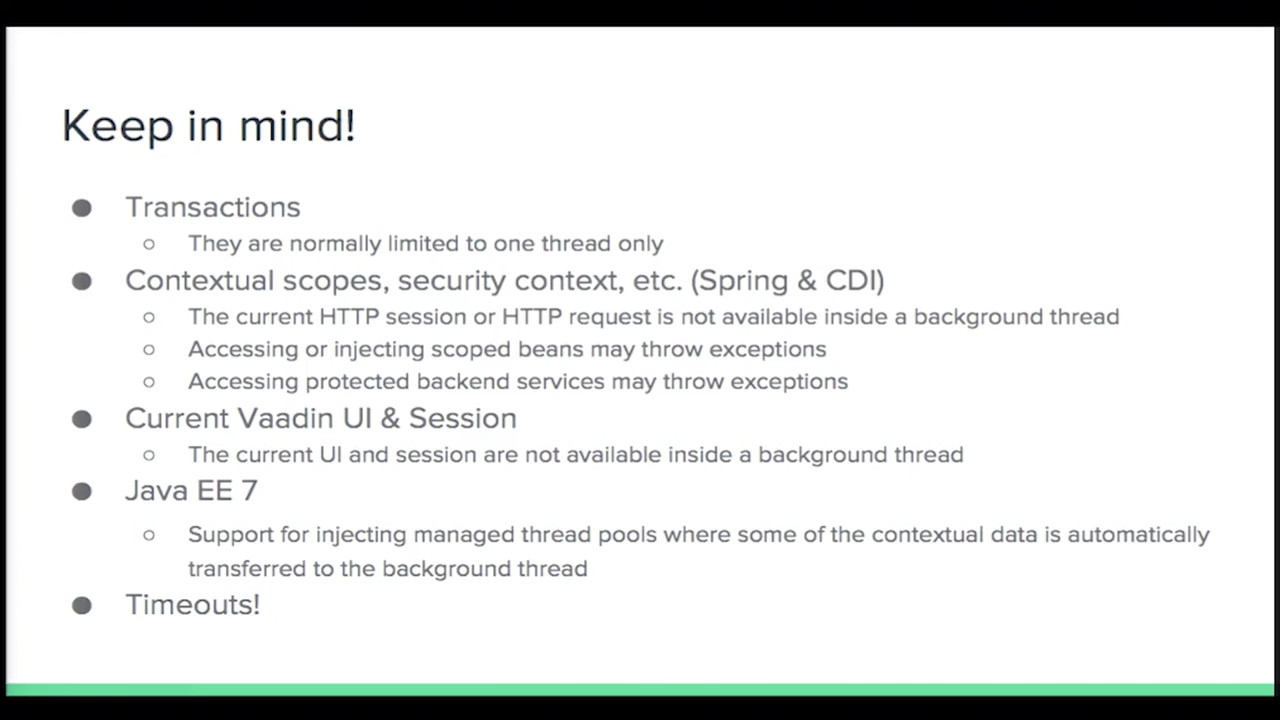 Keep in mind!
● Transactions
○ They are normally limited to one thread only
● Contextual scopes, security context, etc. (Spring & CDI)
○ The current HTTP session or HTTP request is not available inside a background thread
○ Accessing or injecting scoped beans may throw exceptions
○ Accessing protected backend services may throw exceptions
● Current Vaadin UI & Session
○ The current UI and session are not available inside a background thread
● Java EE 7
○ Support for injecting managed thread pools where some of the contextual data is automatically
transferred to the background thread
● Timeouts!